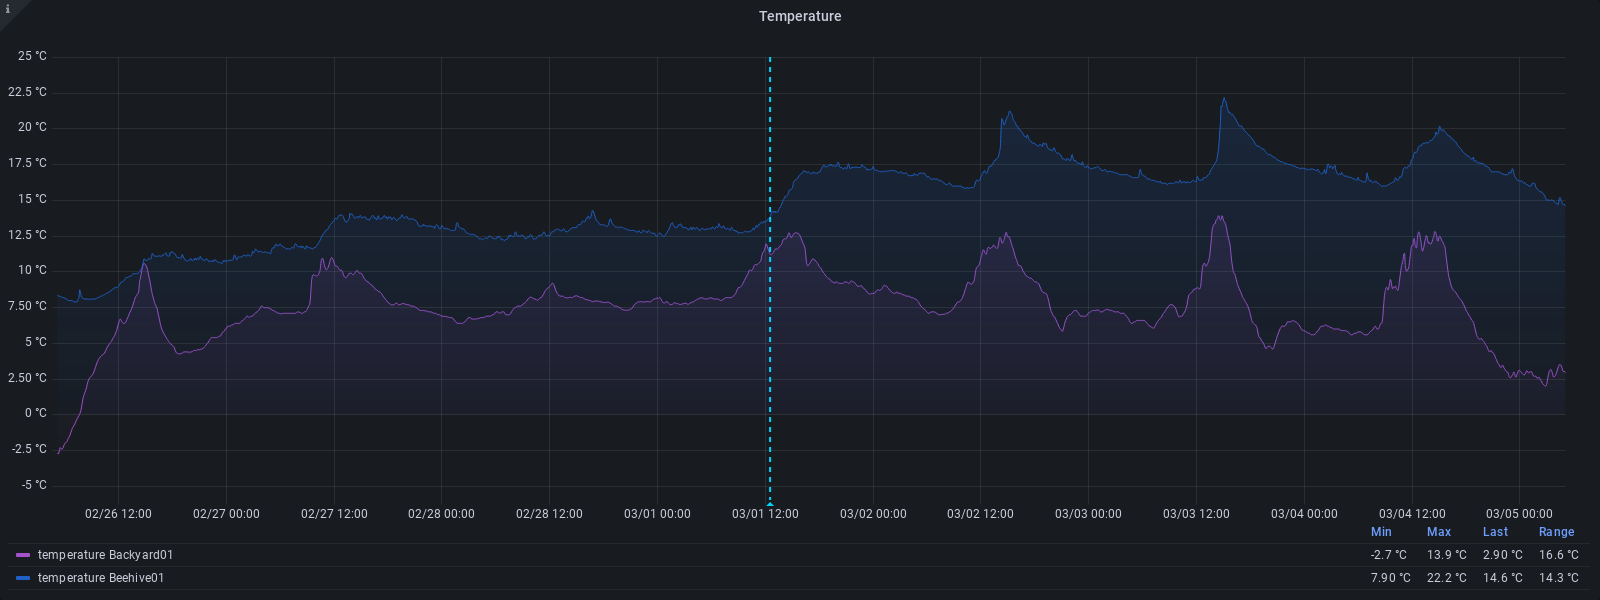 i
Temperature
25 °C
22.5 °C
20 °C
17.5 °C
15 °C
12.5 °C
10 °C
7.50 °C
5 °C
2.50 °C
0 °C
-2.5 °C
-5 °C
02/26 12:00 02/27 00:00 02/27 12:00 02/28 00:00 02/28 12:00 03/01 00:00 03/01 12:00 03/02 00:00 03/02 12:00 03/03 00:00 03/03 12:00 03/04 00:00 03/04 12:00 03/05 00:00
Min Max Last Range
temperature Backyard01 -2.7 °C 13.9 °C 2.90 °C 16.6 °C
temperature Beehive01 7.90 °C 22.2 °C 14.6 °C 14.3 °C